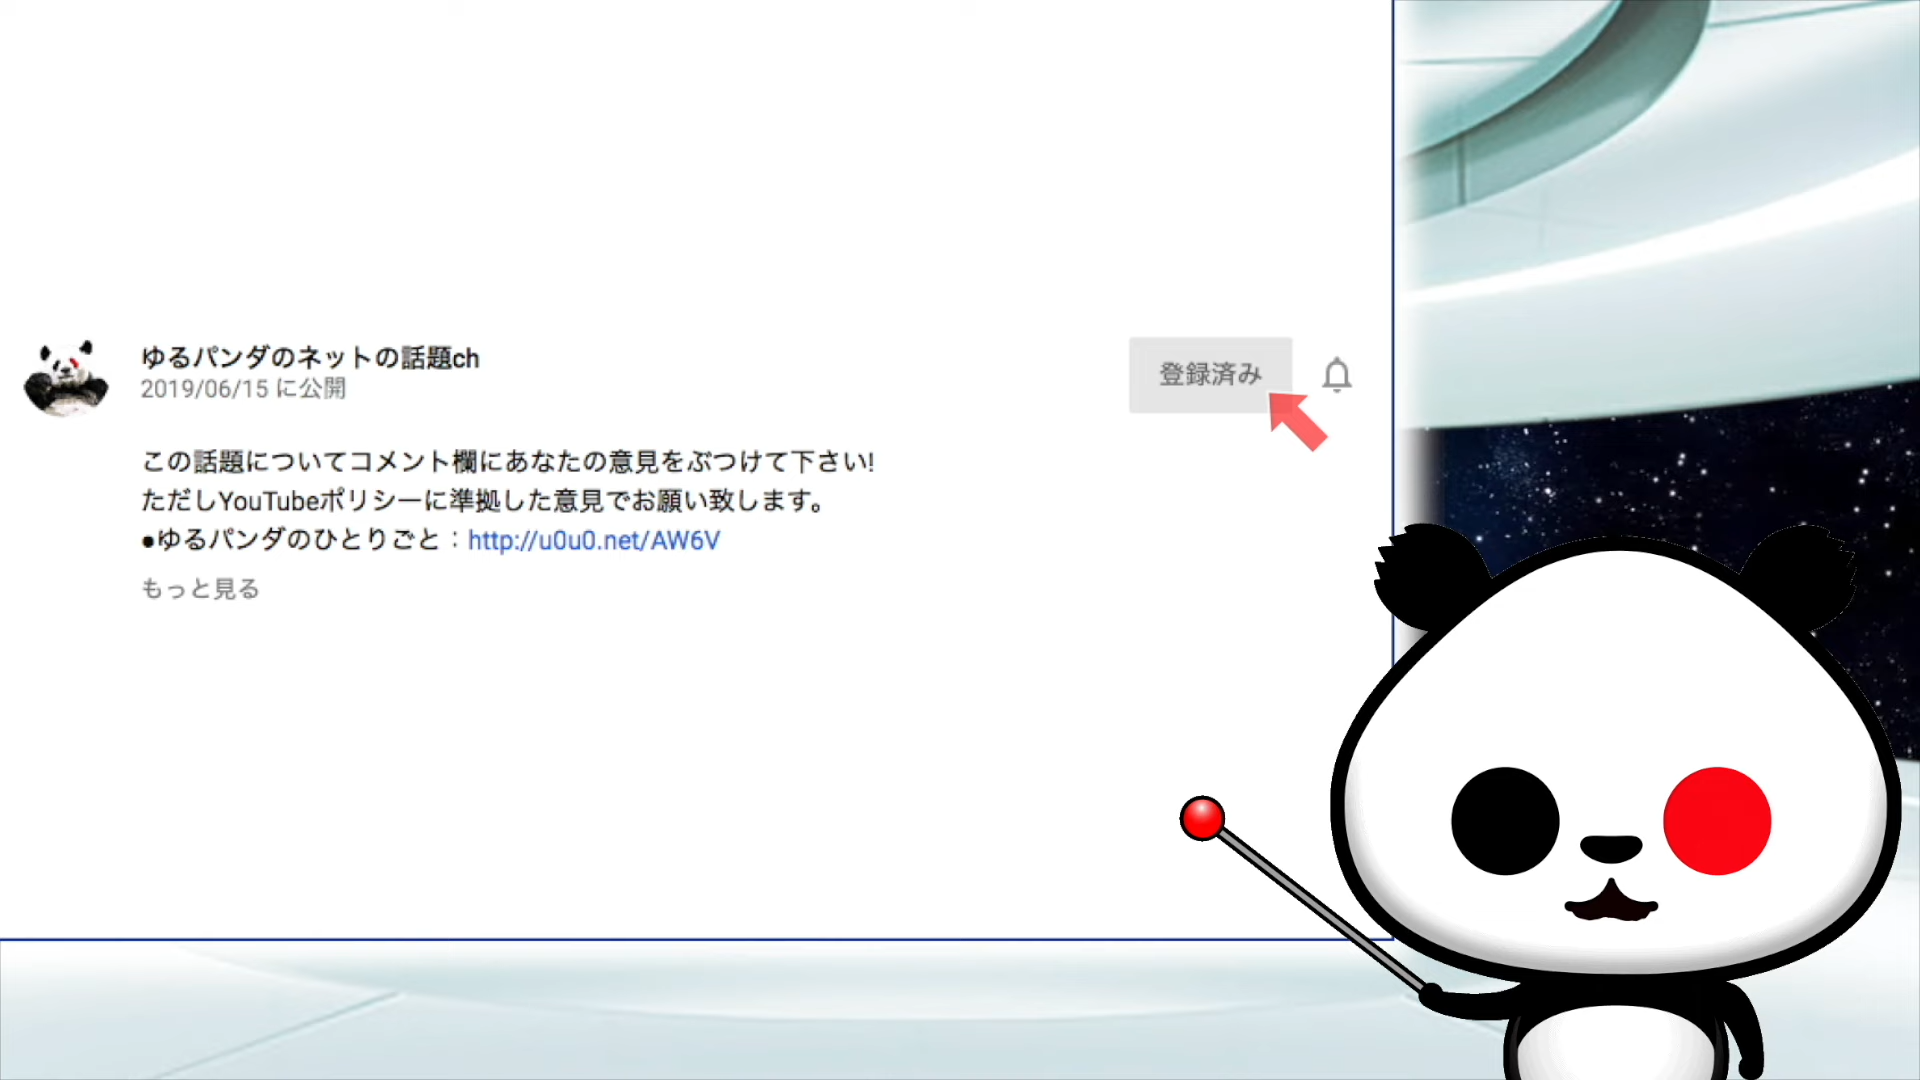 ゆるパンダのネットの話題ch
2019/06/15 に公開
登録済み
この話題についてコメント欄にあなたの意見をぶつけて下さい!
ただしYouTubeポリシーに準拠した意見でお願い致します。
●ゆるパンダのひとりごと：http://u0u0.net/AW6V
もっと見る